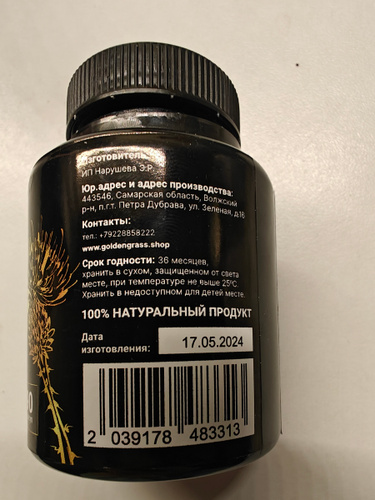 Изготовитель:
ИП Нарушева Э.Р.
Юр.адрес и адрес производства:
443546, Самарская область, Волжский
р-н, п.г.т. Петра Дубрава, ул. Зеленая, д.16
Контакты:
тел.: +79228858222
www.goldengrass.shop
Срок годности: 36 месяцев,
хранить в сухом, защищенном от света
месте, при температуре не выше 25°C.
Хранить в недоступном для детей месте.
100% НАТУРАЛЬНЫЙ ПРОДУКТ
Дата
изготовления: 17.05.2024
2 039178 483313